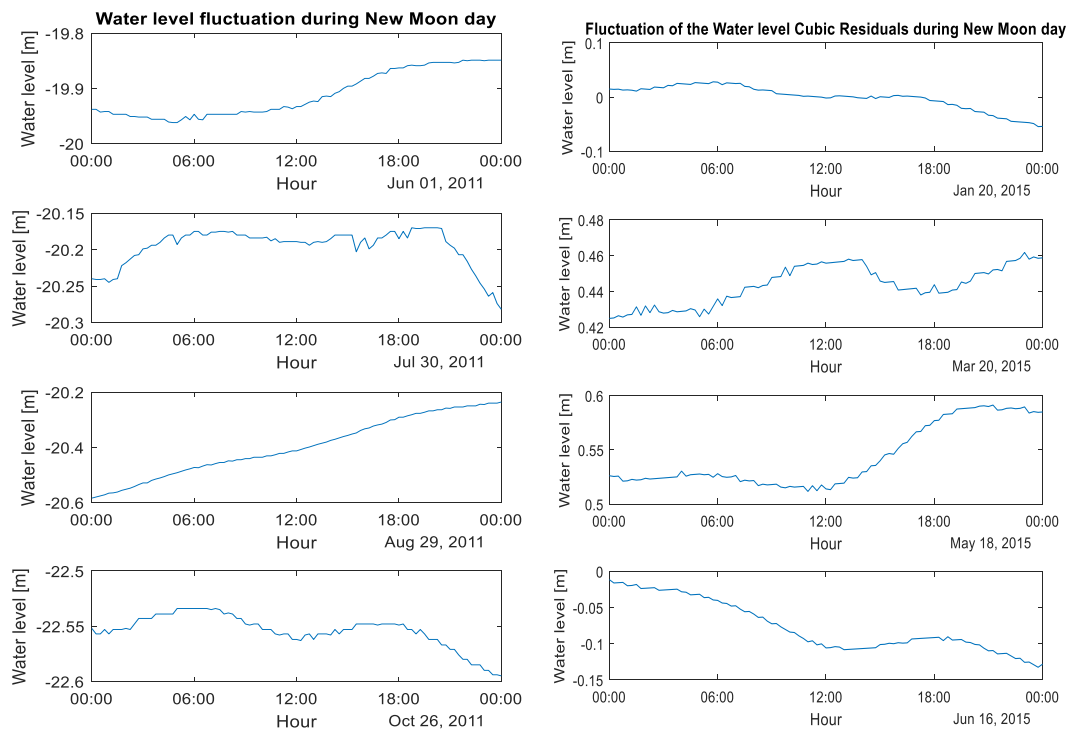 Water level fluctuation during New Moon day
Water level [m]
-19.8
-19.9
-20
00:00 06:00 12:00 18:00 00:00
Hour
Jun 01, 2011
Water level [m]
-20.15
-20.2
-20.25
-20.3
00:00 06:00 12:00 18:00 00:00
Hour
Jul 30, 2011
Water level [m]
-20.2
-20.4
-20.6
00:00 06:00 12:00 18:00 00:00
Hour
Aug 29, 2011
Water level [m]
-22.5
-22.55
-22.6
00:00 06:00 12:00 18:00 00:00
Hour
Oct 26, 2011
Fluctuation of the Water level Cubic Residuals during New Moon day
Water level [m]
0.1
0
-0.1
00:00 06:00 12:00 18:00 00:00
Hour
Jan 20, 2015
Water level [m]
0.48
0.46
0.44
0.42
00:00 06:00 12:00 18:00 00:00
Hour
Mar 20, 2015
Water level [m]
0.6
0.55
0.5
00:00 06:00 12:00 18:00 00:00
Hour
May 18, 2015
Water level [m]
0
-0.05
-0.1
-0.15
00:00 06:00 12:00 18:00 00:00
Hour
Jun 16, 2015